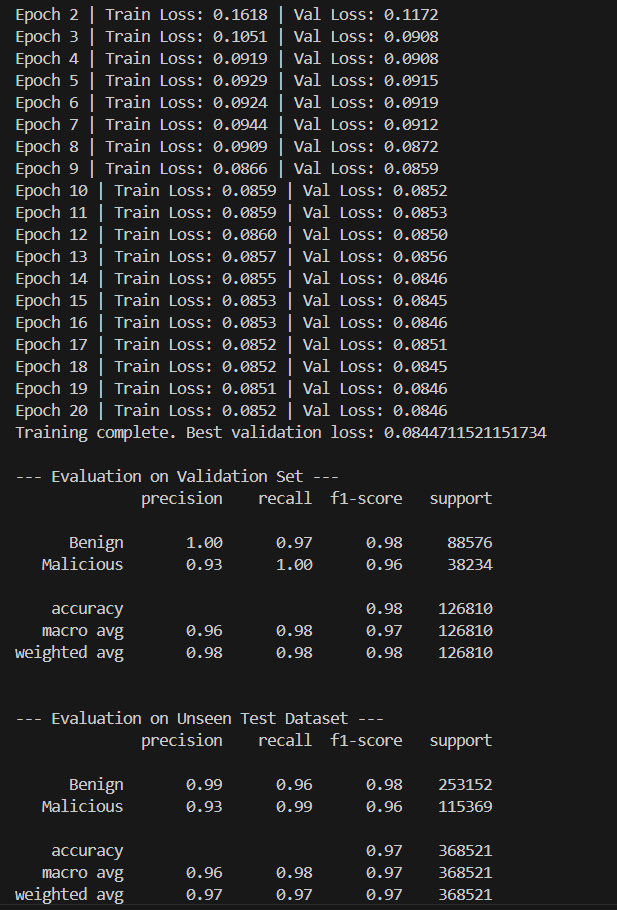 Epoch 2 | Train Loss: 0.1618 | Val Loss: 0.1172
Epoch 3 | Train Loss: 0.1051 | Val Loss: 0.0908
Epoch 4 | Train Loss: 0.0919 | Val Loss: 0.0908
Epoch 5 | Train Loss: 0.0929 | Val Loss: 0.0915
Epoch 6 | Train Loss: 0.0924 | Val Loss: 0.0919
Epoch 7 | Train Loss: 0.0944 | Val Loss: 0.0912
Epoch 8 | Train Loss: 0.0909 | Val Loss: 0.0872
Epoch 9 | Train Loss: 0.0866 | Val Loss: 0.0859
Epoch 10 | Train Loss: 0.0859 | Val Loss: 0.0852
Epoch 11 | Train Loss: 0.0859 | Val Loss: 0.0853
Epoch 12 | Train Loss: 0.0860 | Val Loss: 0.0850
Epoch 13 | Train Loss: 0.0857 | Val Loss: 0.0856
Epoch 14 | Train Loss: 0.0855 | Val Loss: 0.0846
Epoch 15 | Train Loss: 0.0853 | Val Loss: 0.0845
Epoch 16 | Train Loss: 0.0853 | Val Loss: 0.0846
Epoch 17 | Train Loss: 0.0852 | Val Loss: 0.0851
Epoch 18 | Train Loss: 0.0852 | Val Loss: 0.0845
Epoch 19 | Train Loss: 0.0851 | Val Loss: 0.0846
Epoch 20 | Train Loss: 0.0852 | Val Loss: 0.0846
Training complete. Best validation loss: 0.0844711521151734
--- Evaluation on Validation Set ---
precision recall f1-score support
Benign 1.00 0.97 0.98 88576
Malicious 0.93 1.00 0.96 38234
accuracy 0.98 126810
macro avg 0.96 0.98 0.97 126810
weighted avg 0.98 0.98 0.98 126810
--- Evaluation on Unseen Test Dataset ---
precision recall f1-score support
Benign 0.99 0.96 0.98 253152
Malicious 0.93 0.99 0.96 115369
accuracy 0.97 368521
macro avg 0.96 0.98 0.97 368521
weighted avg 0.97 0.97 0.97 368521